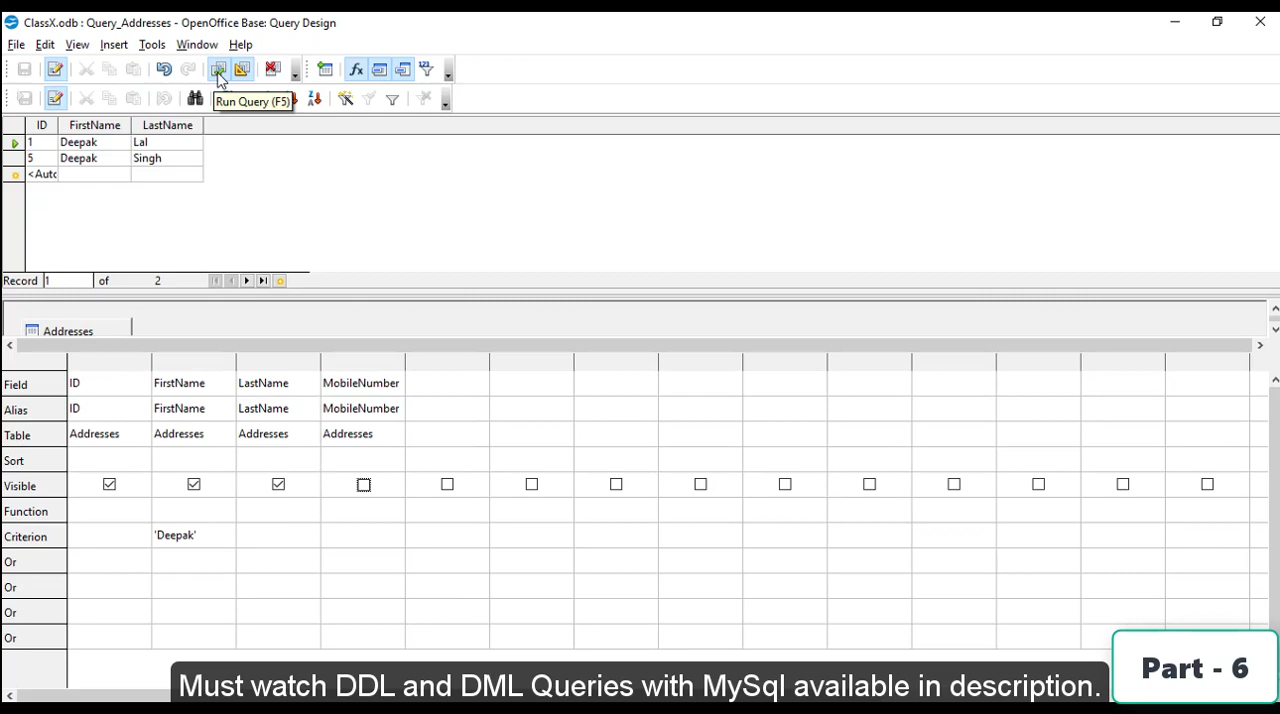 ClassX.odb : Query_Addresses - OpenOffice Base: Query Design
File Edit View Insert Tools Window Help
Run Query (F5)
ID FirstName LastName
1 Deepak Lal
5 Deepak Singh
<Auto
Record 1 of 2
Addresses
Field ID FirstName LastName MobileNumber
Alias ID FirstName LastName MobileNumber
Table Addresses Addresses Addresses Addresses
Sort
Visible
Function
Criterion 'Deepak'
Or
Or
Or
Or
Part - 6
Must watch DDL and DML Queries with MySql available in description.